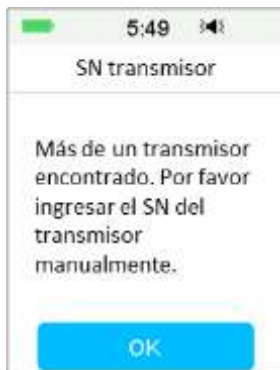 5:49
SN transmisor
Más de un transmisor
encontrado. Por favor
ingresar el SN del
transmisor
manualmente.
OK